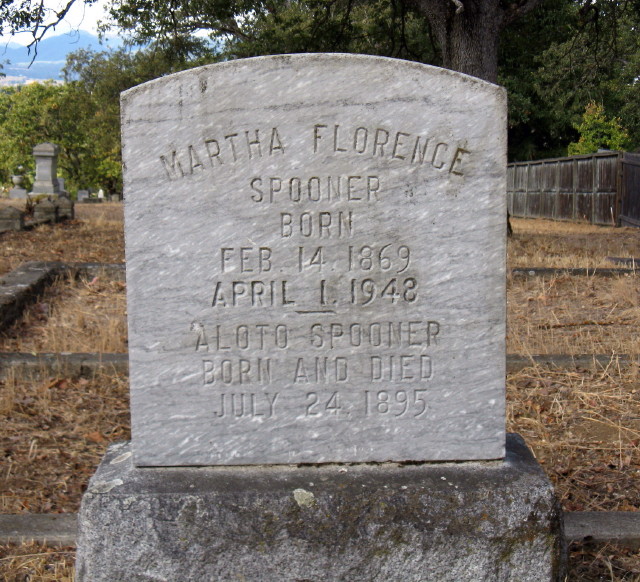 MARTHA FLORENCE
SPOONER
BORN
FEB. 14. 1869
APRIL 1. 1948
ALOTO SPOONER
BORN AND DIED
JULY 24. 1895